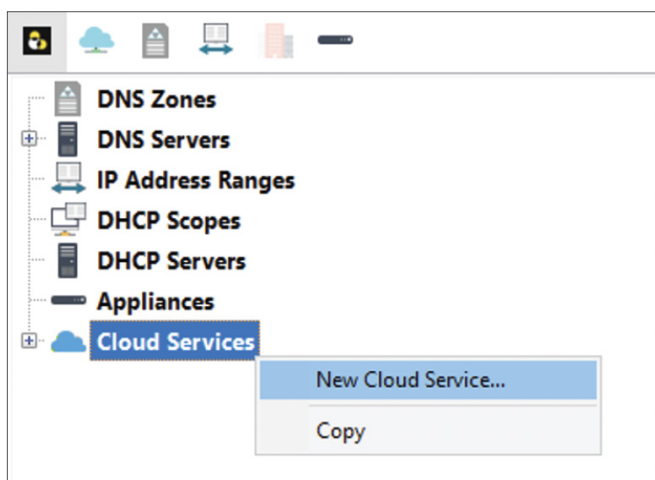 DNS Zones
DNS Servers
IP Address Ranges
DHCP Scopes
DHCP Servers
Appliances
Cloud Services
New Cloud Service...
Copy